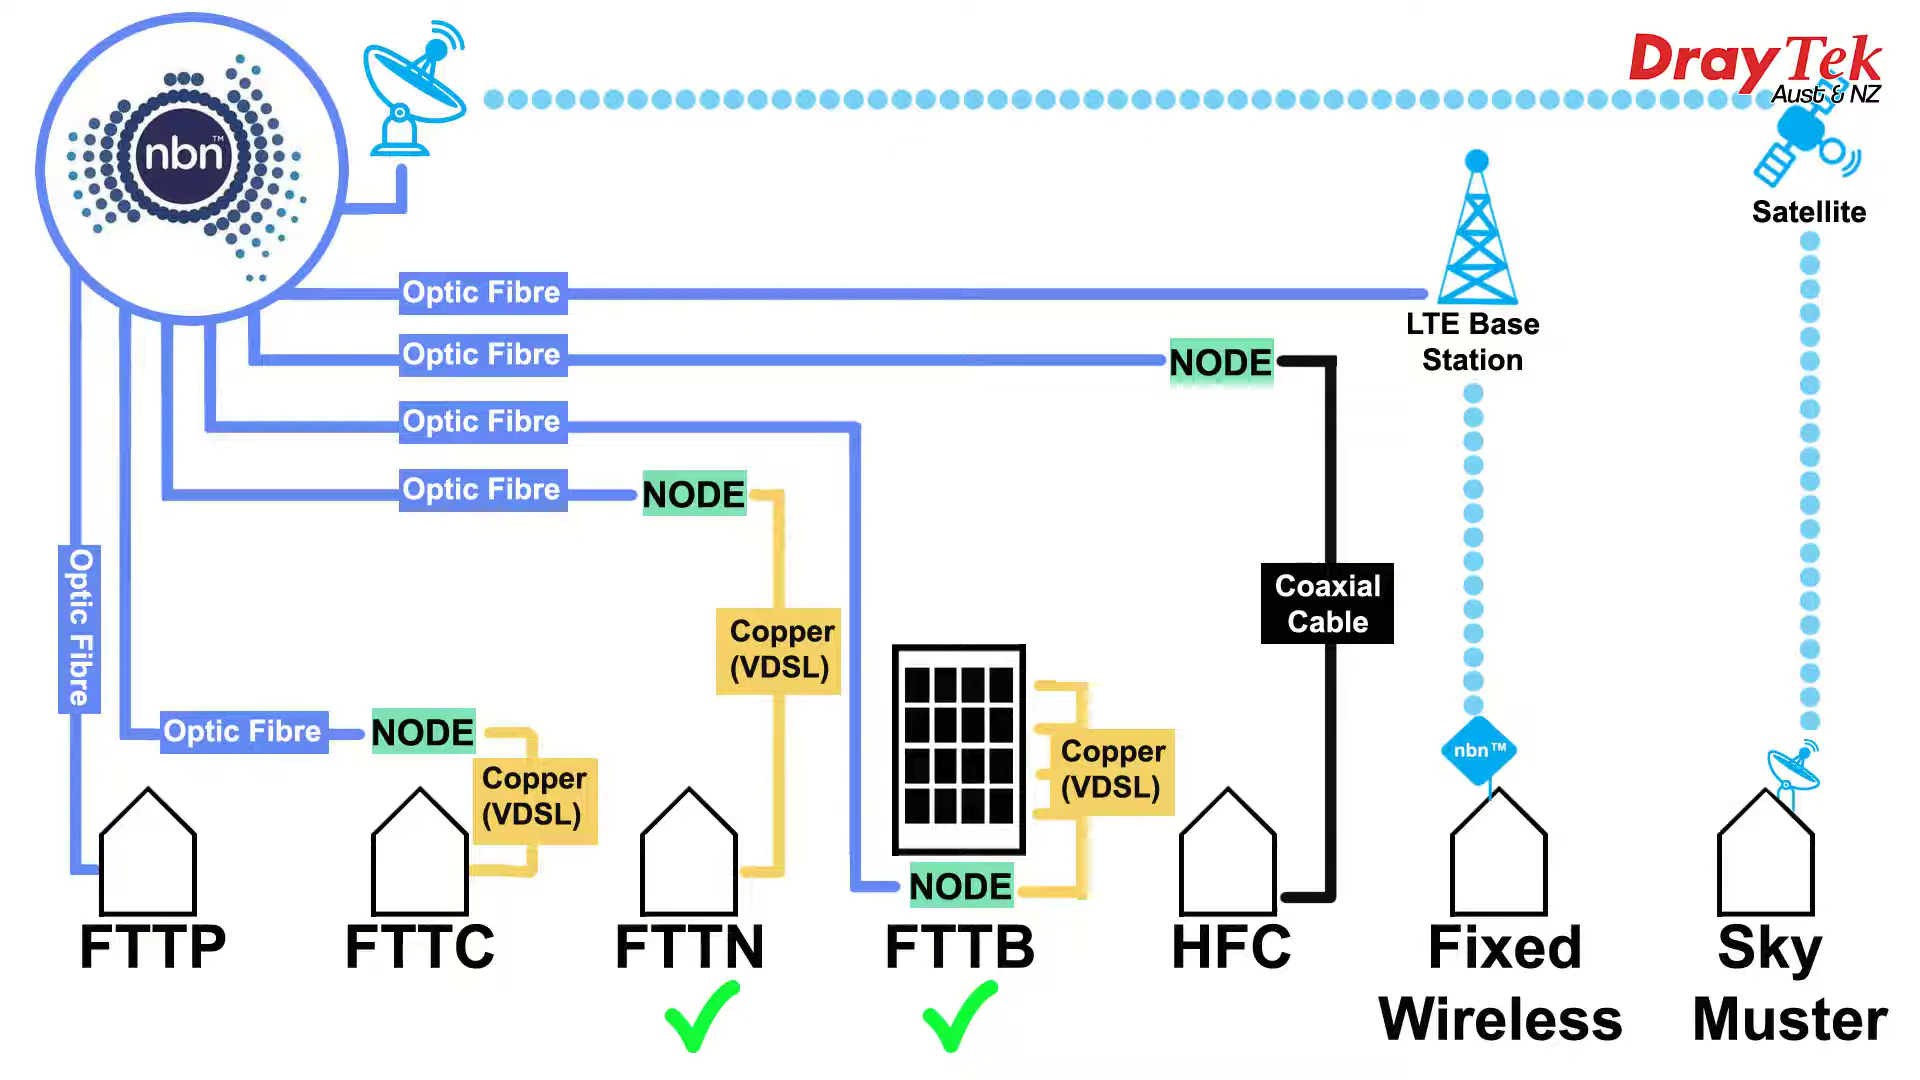 nbn™
DrayTek
Aust & NZ
Satellite
Optic Fibre
LTE Base
Station
Optic Fibre
NODE
Optic Fibre
Optic Fibre
NODE
Optic Fibre
Coaxial
Cable
Copper
(VDSL)
Optic Fibre
NODE
Copper
(VDSL)
Copper
(VDSL)
nbn™
NODE
FTTP
FTTC
FTTN
FTTB
HFC
Fixed
Wireless
Sky
Muster